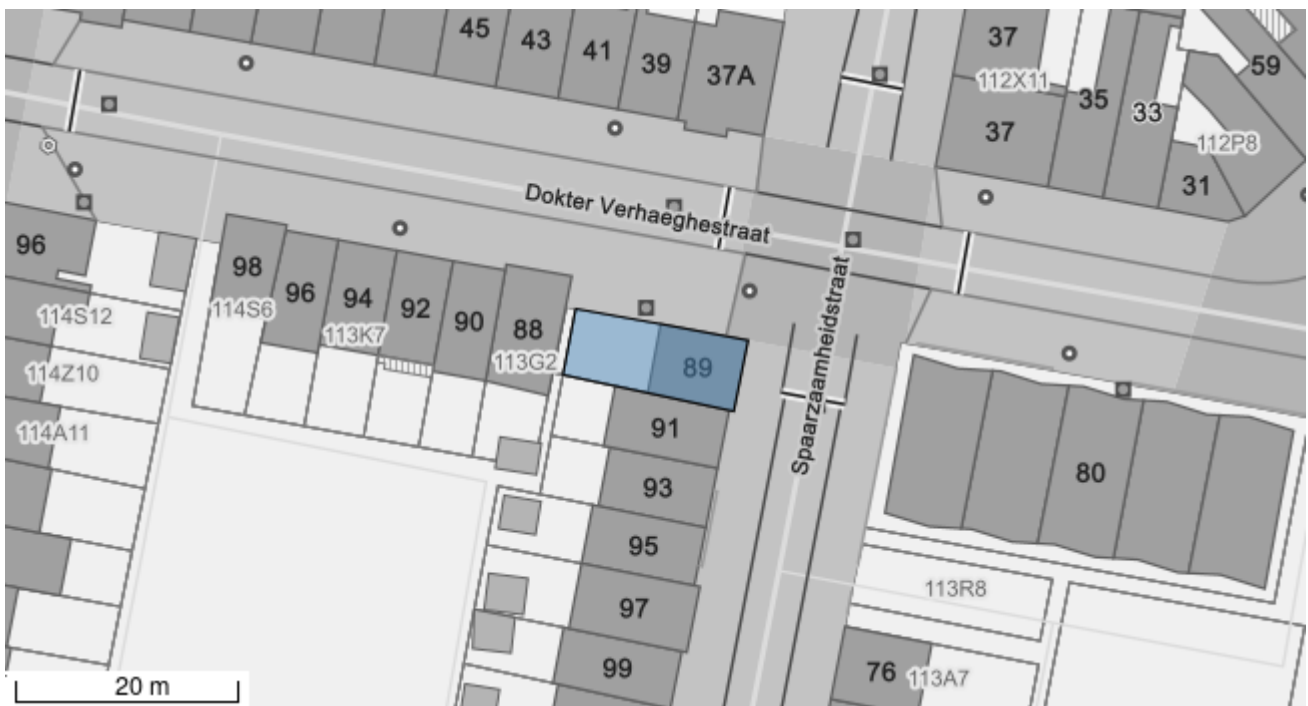 45
43
41
39
37A
37
112X11
37
35
33
59
112P8
31
Dokter Verhaeghestraat
Spaarzaamheidstraat
96
98
96
94
92
90
88
114S6
113K7
113G2
114S12
114Z10
114A11
89
91
93
95
97
99
80
113R8
76
113A7
20 m